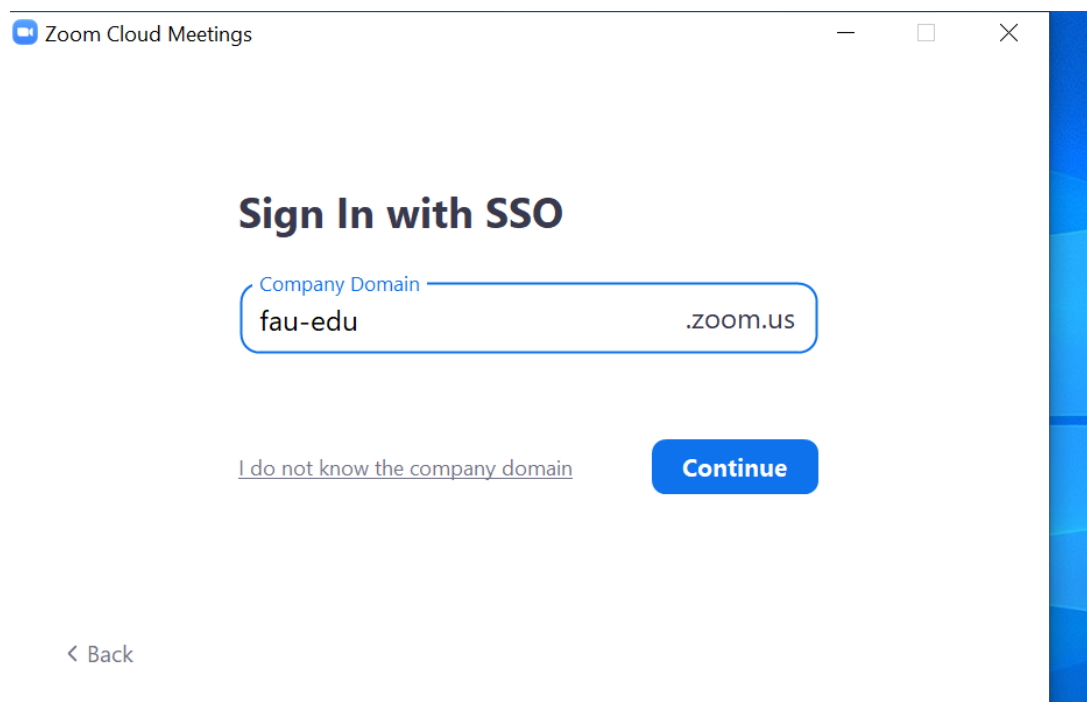 Zoom Cloud Meetings
Sign In with SSO
Company Domain
fau-edu .zoom.us
I do not know the company domain Continue
Back